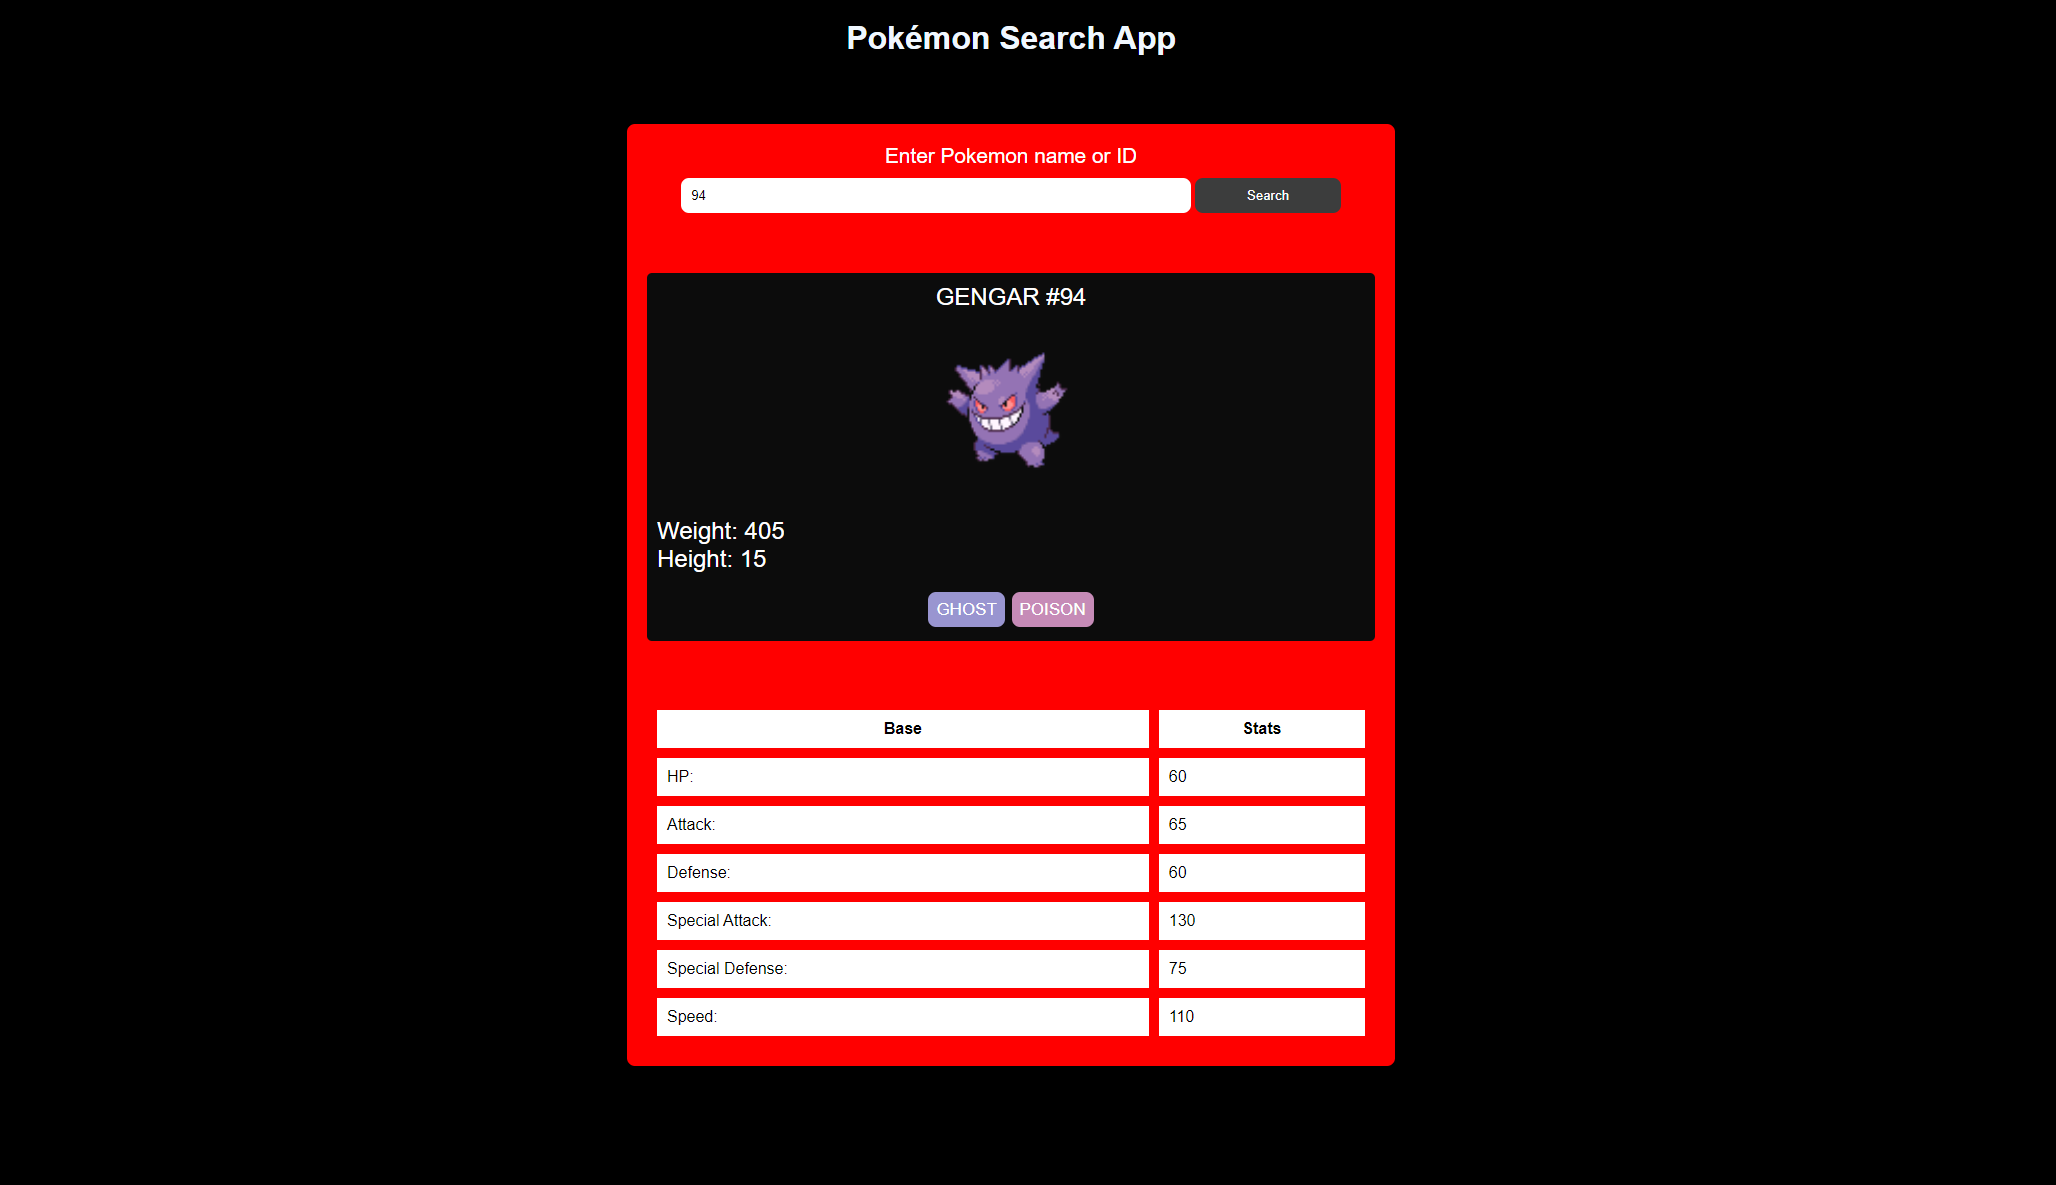 Pokémon Search App
Enter Pokemon name or ID
94 Search
GENGAR #94
Weight: 405
Height: 15
GHOST POISON
Base Stats
HP: 60
Attack: 65
Defense: 60
Special Attack: 130
Special Defense: 75
Speed: 110